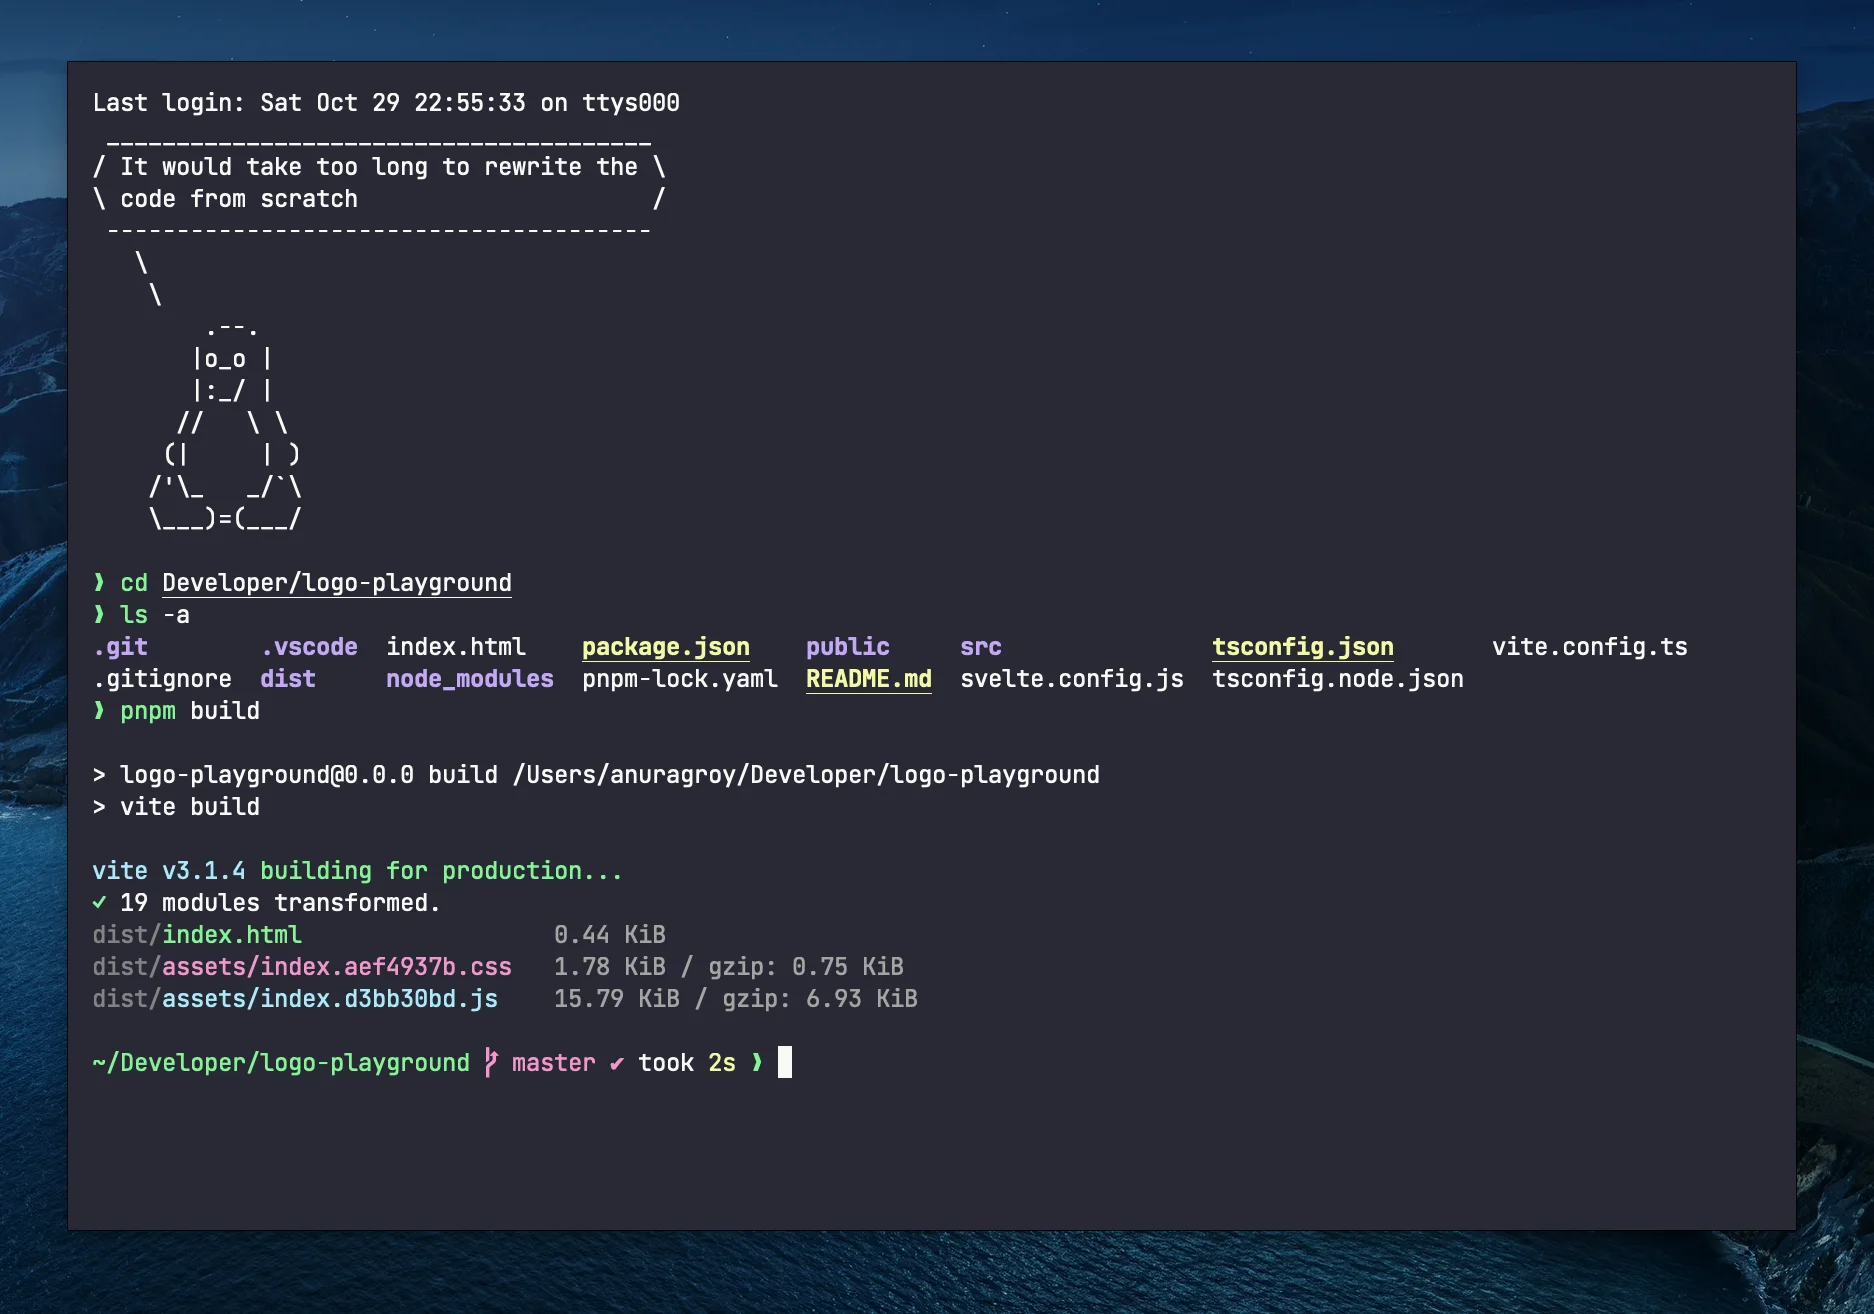 Last login: Sat Oct 29 22:55:33 on ttys000
 _______________________________________
/ It would take too long to rewrite the \
\ code from scratch                     /
 ---------------------------------------
   \
    \
        .--.
       |o_o |
       |:_/ |
      //   \ \
     (|     | )
    /'\_   _/`\
    \___)=(___/

❱ cd Developer/logo-playground
❱ ls -a
.git        .vscode  index.html    package.json    public     src               tsconfig.json       vite.config.ts
.gitignore  dist     node_modules  pnpm-lock.yaml  README.md  svelte.config.js  tsconfig.node.json
❱ pnpm build

> logo-playground@0.0.0 build /Users/anuragroy/Developer/logo-playground
> vite build

vite v3.1.4 building for production...
✓ 19 modules transformed.
dist/index.html                  0.44 KiB
dist/assets/index.aef4937b.css   1.78 KiB / gzip: 0.75 KiB
dist/assets/index.d3bb30bd.js    15.79 KiB / gzip: 6.93 KiB

~/Developer/logo-playground master ✔ took 2s ❱